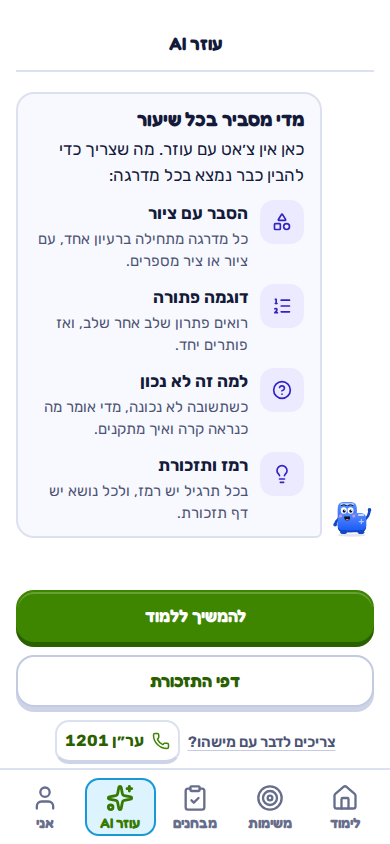 עוזר AI
מדי מסביר בכל שיעור
כאן אין צ׳אט עם עוזר. מה שצריך כדי
להבין כבר נמצא בכל מדרגה:
הסבר עם ציור
כל מדרגה מתחילה ברעיון אחד, עם
ציור או ציר מספרים.
דוגמה פתורה
רואים פתרון שלב אחר שלב, ואז
פותרים יחד.
למה זה לא נכון
כשתשובה לא נכונה, מדי אומר מה
כנראה קרה ואיך מתקנים.
רמז ותזכורת
בכל תרגיל יש רמז, ולכל נושא יש
דף תזכורת.
להמשיך ללמוד
דפי התזכורת
צריכים לדבר עם מישהו? ער״ן 1201
לימוד משימות מבחנים עוזר AI אני